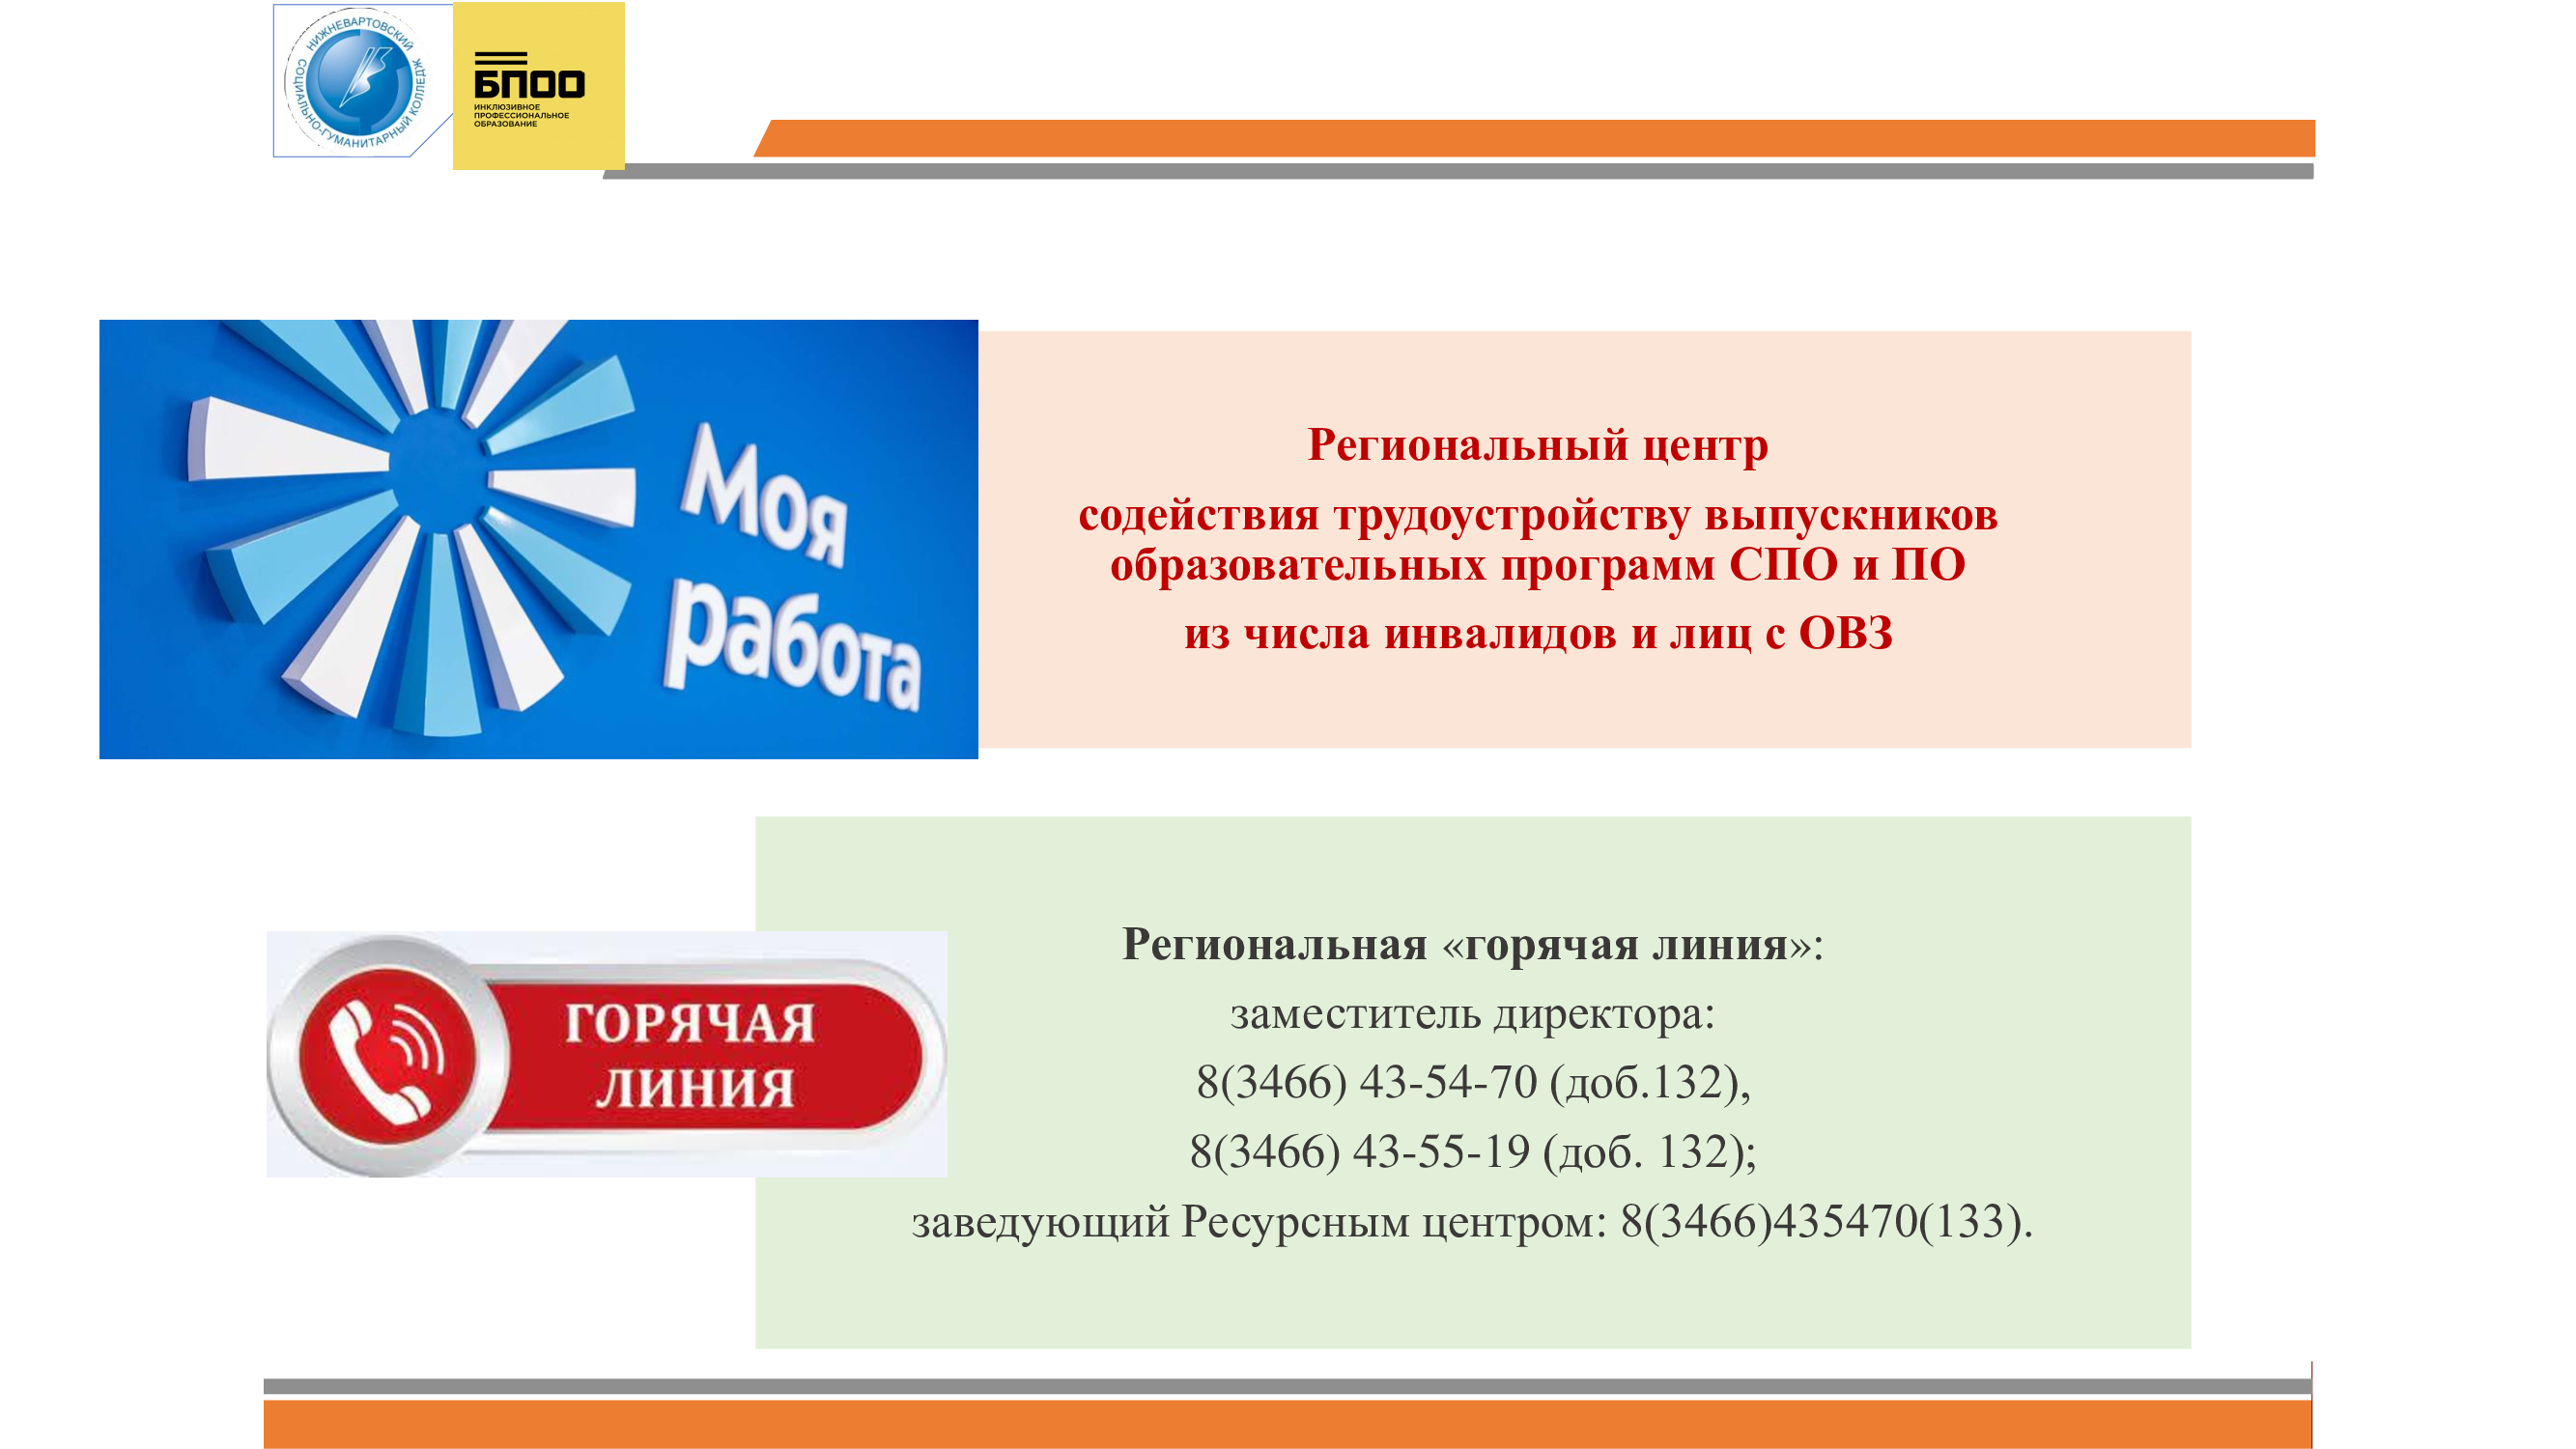 НИЖНЕВАРТОВСКИЙ
СОЦИАЛЬНО-ГУМАНИТАРНЫЙ КОЛЛЕДЖ
БПОО
ИНКЛЮЗИВНОЕ
ПРОФЕССИОНАЛЬНОЕ
ОБРАЗОВАНИЕ
Моя
работа
Региональный центр
содействия трудоустройству выпускников
образовательных программ СПО и ПО
из числа инвалидов и лиц с ОВЗ
ГОРЯЧАЯ
ЛИНИЯ
Региональная «горячая линия»:
заместитель директора:
8(3466) 43-54-70 (доб.132),
8(3466) 43-55-19 (доб. 132);
заведующий Ресурсным центром: 8(3466)435470(133).